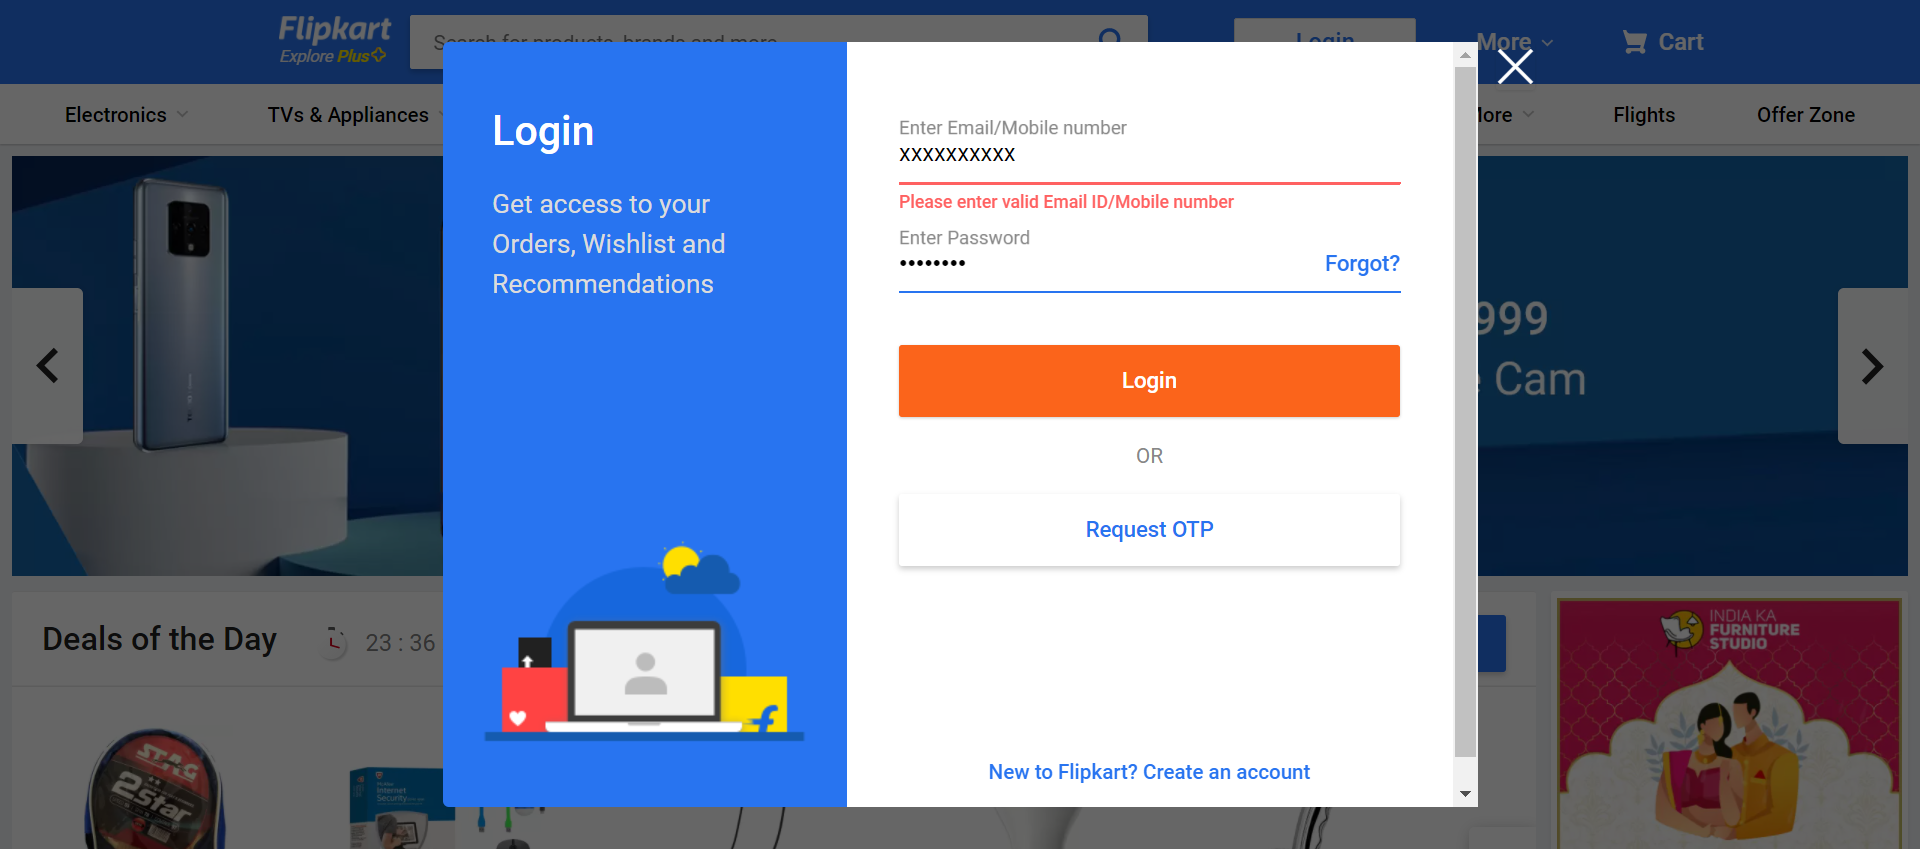 Flipkart
Explore Plus
Search for products, brands and more
Login
More
Cart
Electronics
TVs & Appliances
More
Flights
Offer Zone
Login
Get access to your
Orders, Wishlist and
Recommendations
Enter Email/Mobile number
XXXXXXXXXX
Please enter valid Email ID/Mobile number
Enter Password
••••••••
Forgot?
Login
OR
Request OTP
New to Flipkart? Create an account
999
Cam
Deals of the Day
23 : 36
INDIA KA
FURNITURE
STUDIO
STAG
2Star
Internet
Security